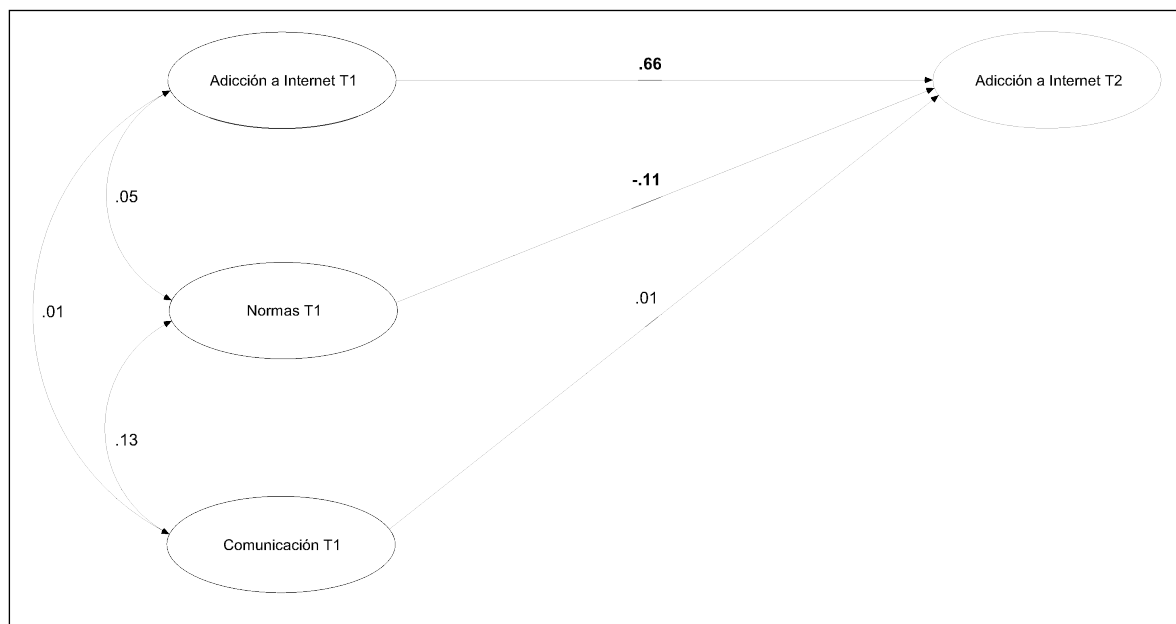 Adicción a Internet T1
.66
Adicción a Internet T2
-.11
.05
Normas T1
.01
.01
.13
Comunicación T1